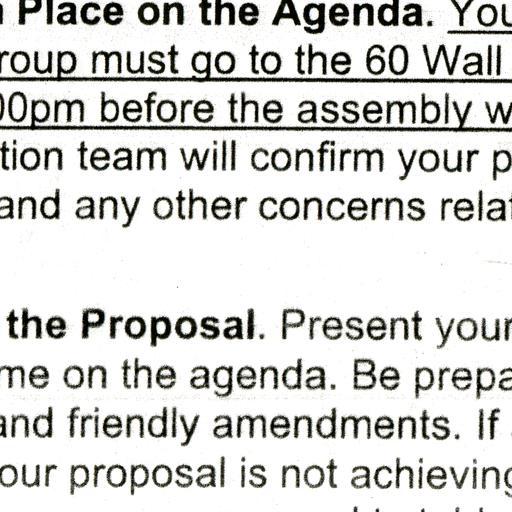 Place on the Agenda. You
roup must go to the 60 Wall
00pm before the assembly w
tion team will confirm your p
and any other concerns relat
the Proposal. Present your
me on the agenda. Be prepa
and friendly amendments. If
our proposal is not achieving